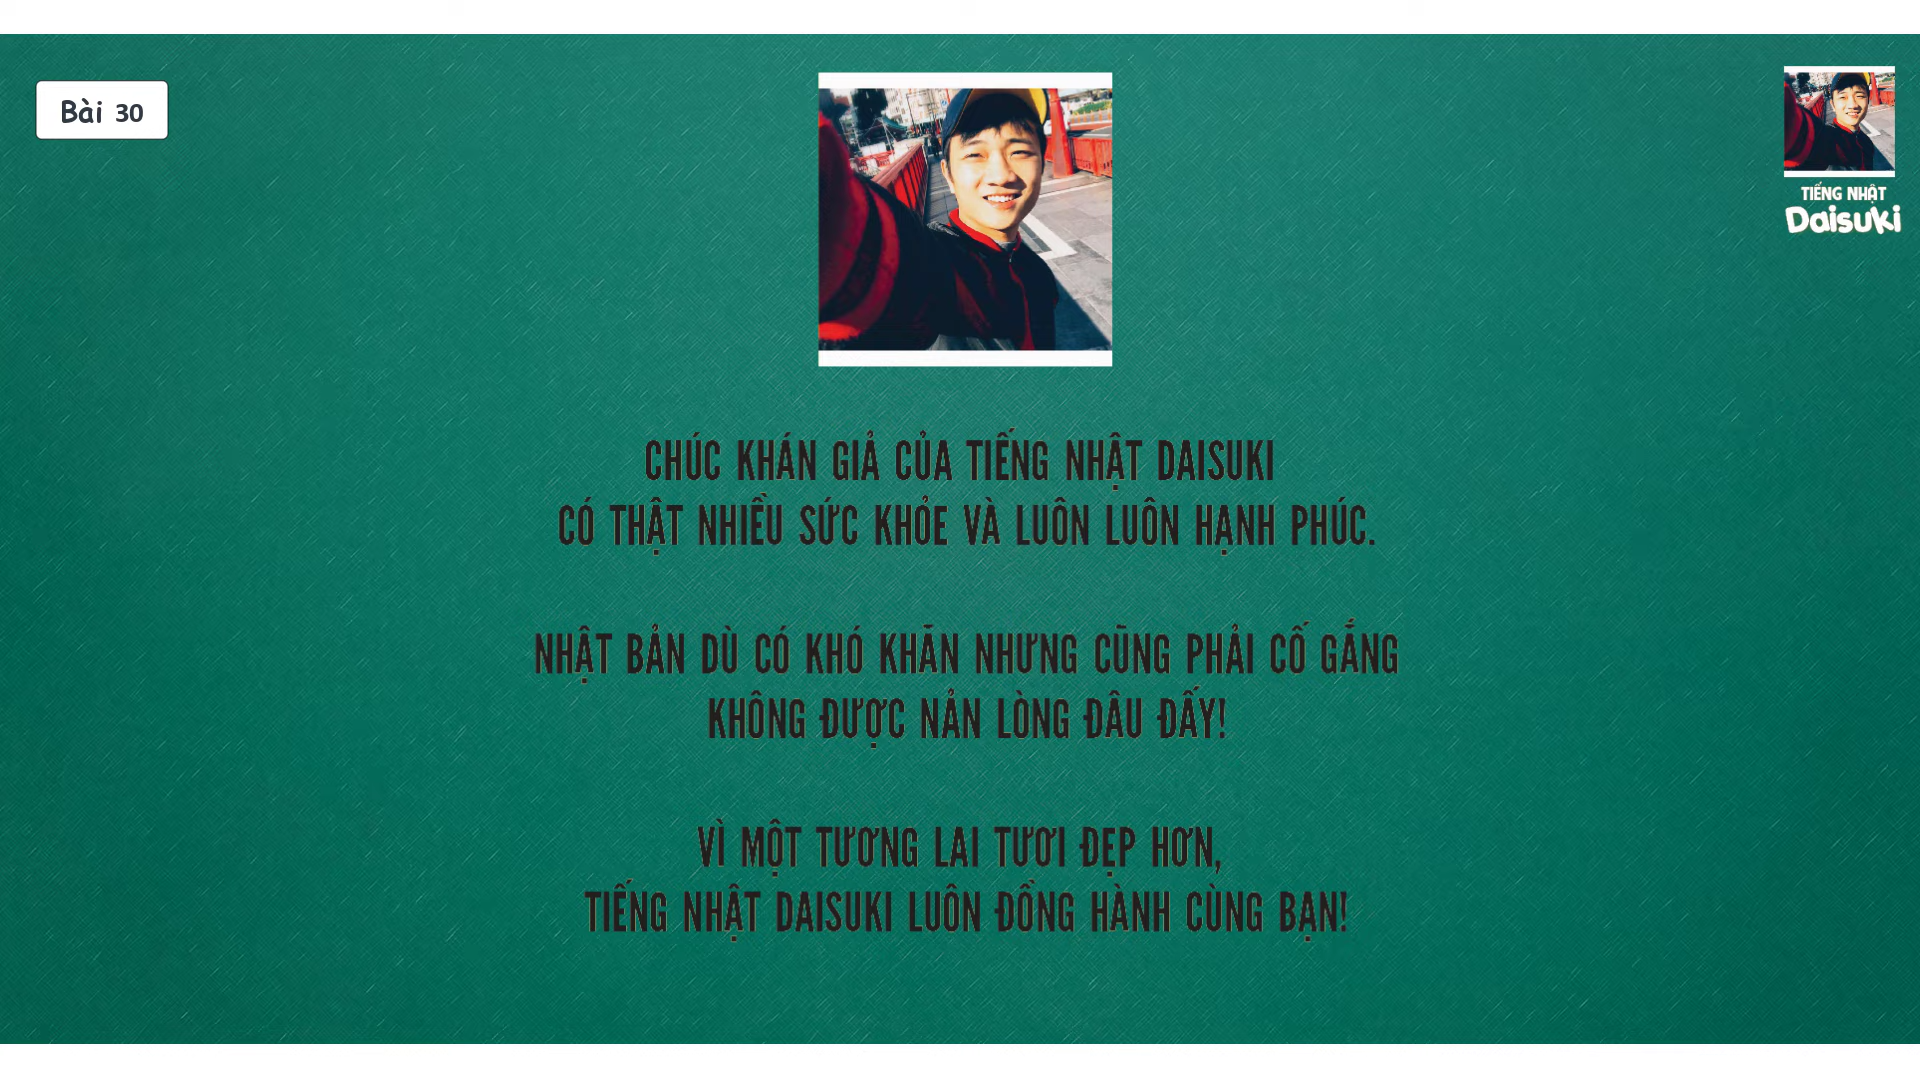 Bài 30
TIẾNG NHẬT
Daisuki
CHÚC KHÁN GIẢ CỦA TIẾNG NHẬT DAISUKI
CÓ THẬT NHIỀU SỨC KHỎE VÀ LUÔN LUÔN HẠNH PHÚC.
NHẬT BẢN DÙ CÓ KHÓ KHĂN NHƯNG CŨNG PHẢI CỐ GẮNG
KHÔNG ĐƯỢC NẢN LÒNG ĐÂU ĐẤY!
VÌ MỘT TƯƠNG LAI TƯƠI ĐẸP HƠN,
TIẾNG NHẬT DAISUKI LUÔN ĐỒNG HÀNH CÙNG BẠN!